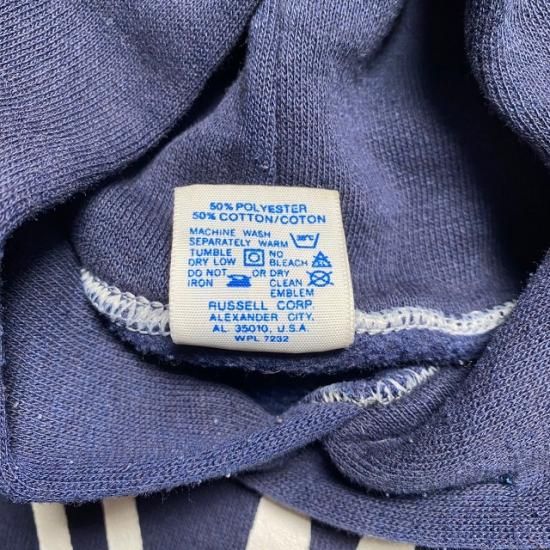 50% POLYESTER
50% COTTON/COTON
MACHINE WASH
SEPARATELY WARM 38°C
TUMBLE DRY LOW NO BLEACH
DO NOT IRON OR DRY CLEAN EMBLEM
RUSSELL CORP.
ALEXANDER CITY,
AL 35010, U.S.A.
WPL 7232